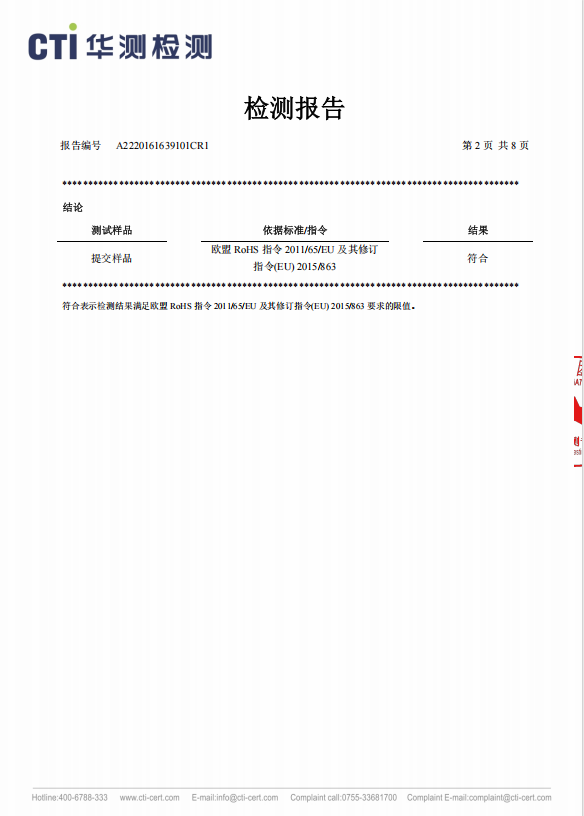 CTI 华测检测
检测报告
报告编号 A2220161639101CR1 第 2 页 共 8 页
****************************************************************************************
结论
测试样品 依据标准/指令 结果
提交样品 欧盟 RoHS 指令 2011/65/EU 及其修订 符合
指令(EU) 2015/863
****************************************************************************************
符合表示检测结果满足欧盟 RoHS 指令 2011/65/EU 及其修订指令(EU) 2015/863 要求的限值。
Hotline:400-6788-333 www.cti-cert.com E-mail:info@cti-cert.com Complaint call:0755-33681700 Complaint E-mail:complaint@cti-cert.com